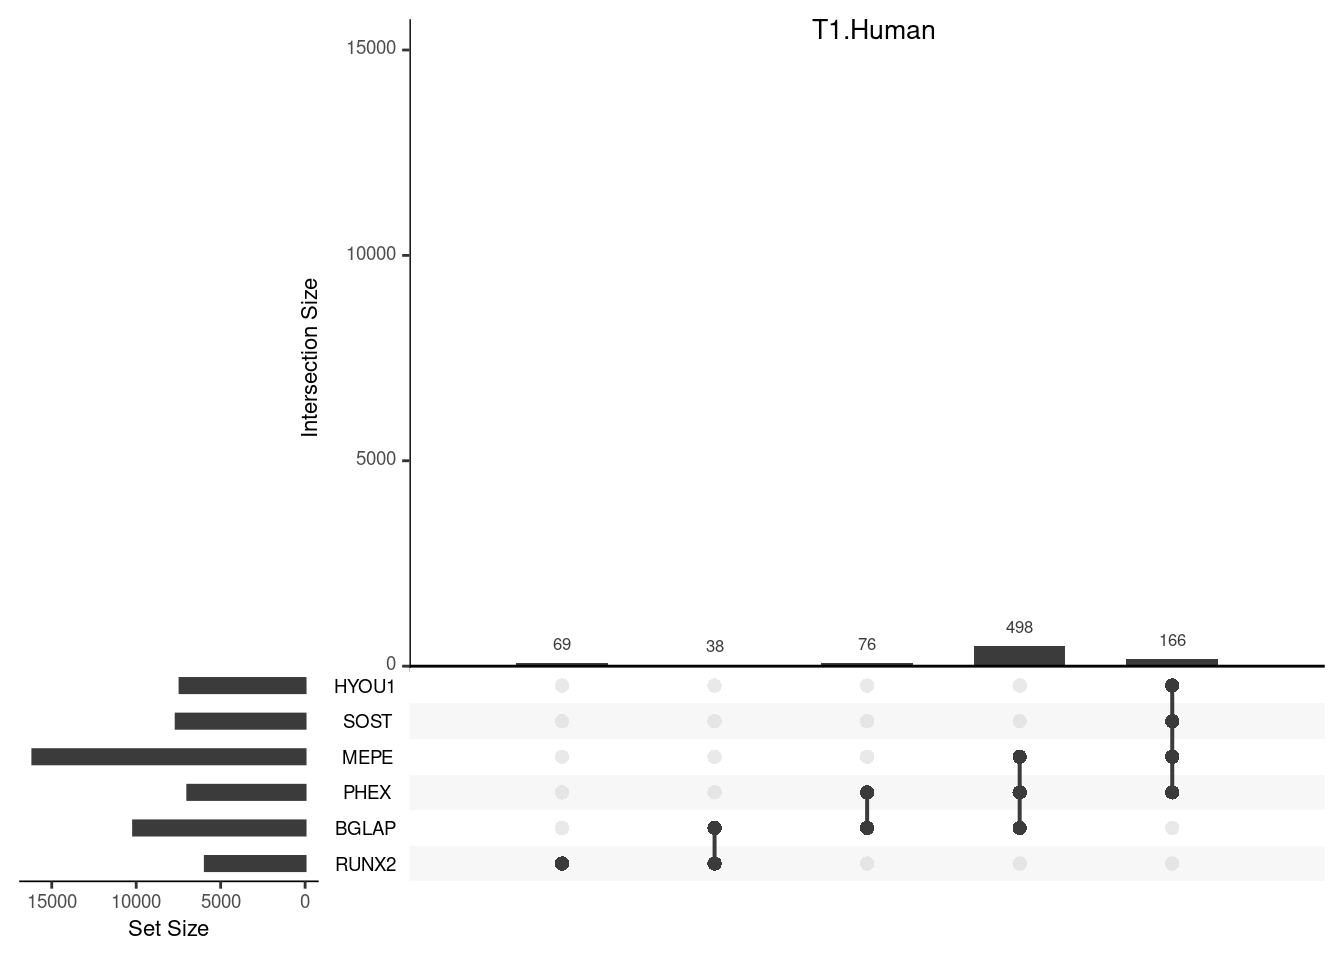 T1.Human
15000
10000
5000
0
Intersection Size
69
38
76
498
166
HYOU1
SOST
MEPE
PHEX
BGLAP
RUNX2
15000 10000 5000 0
Set Size